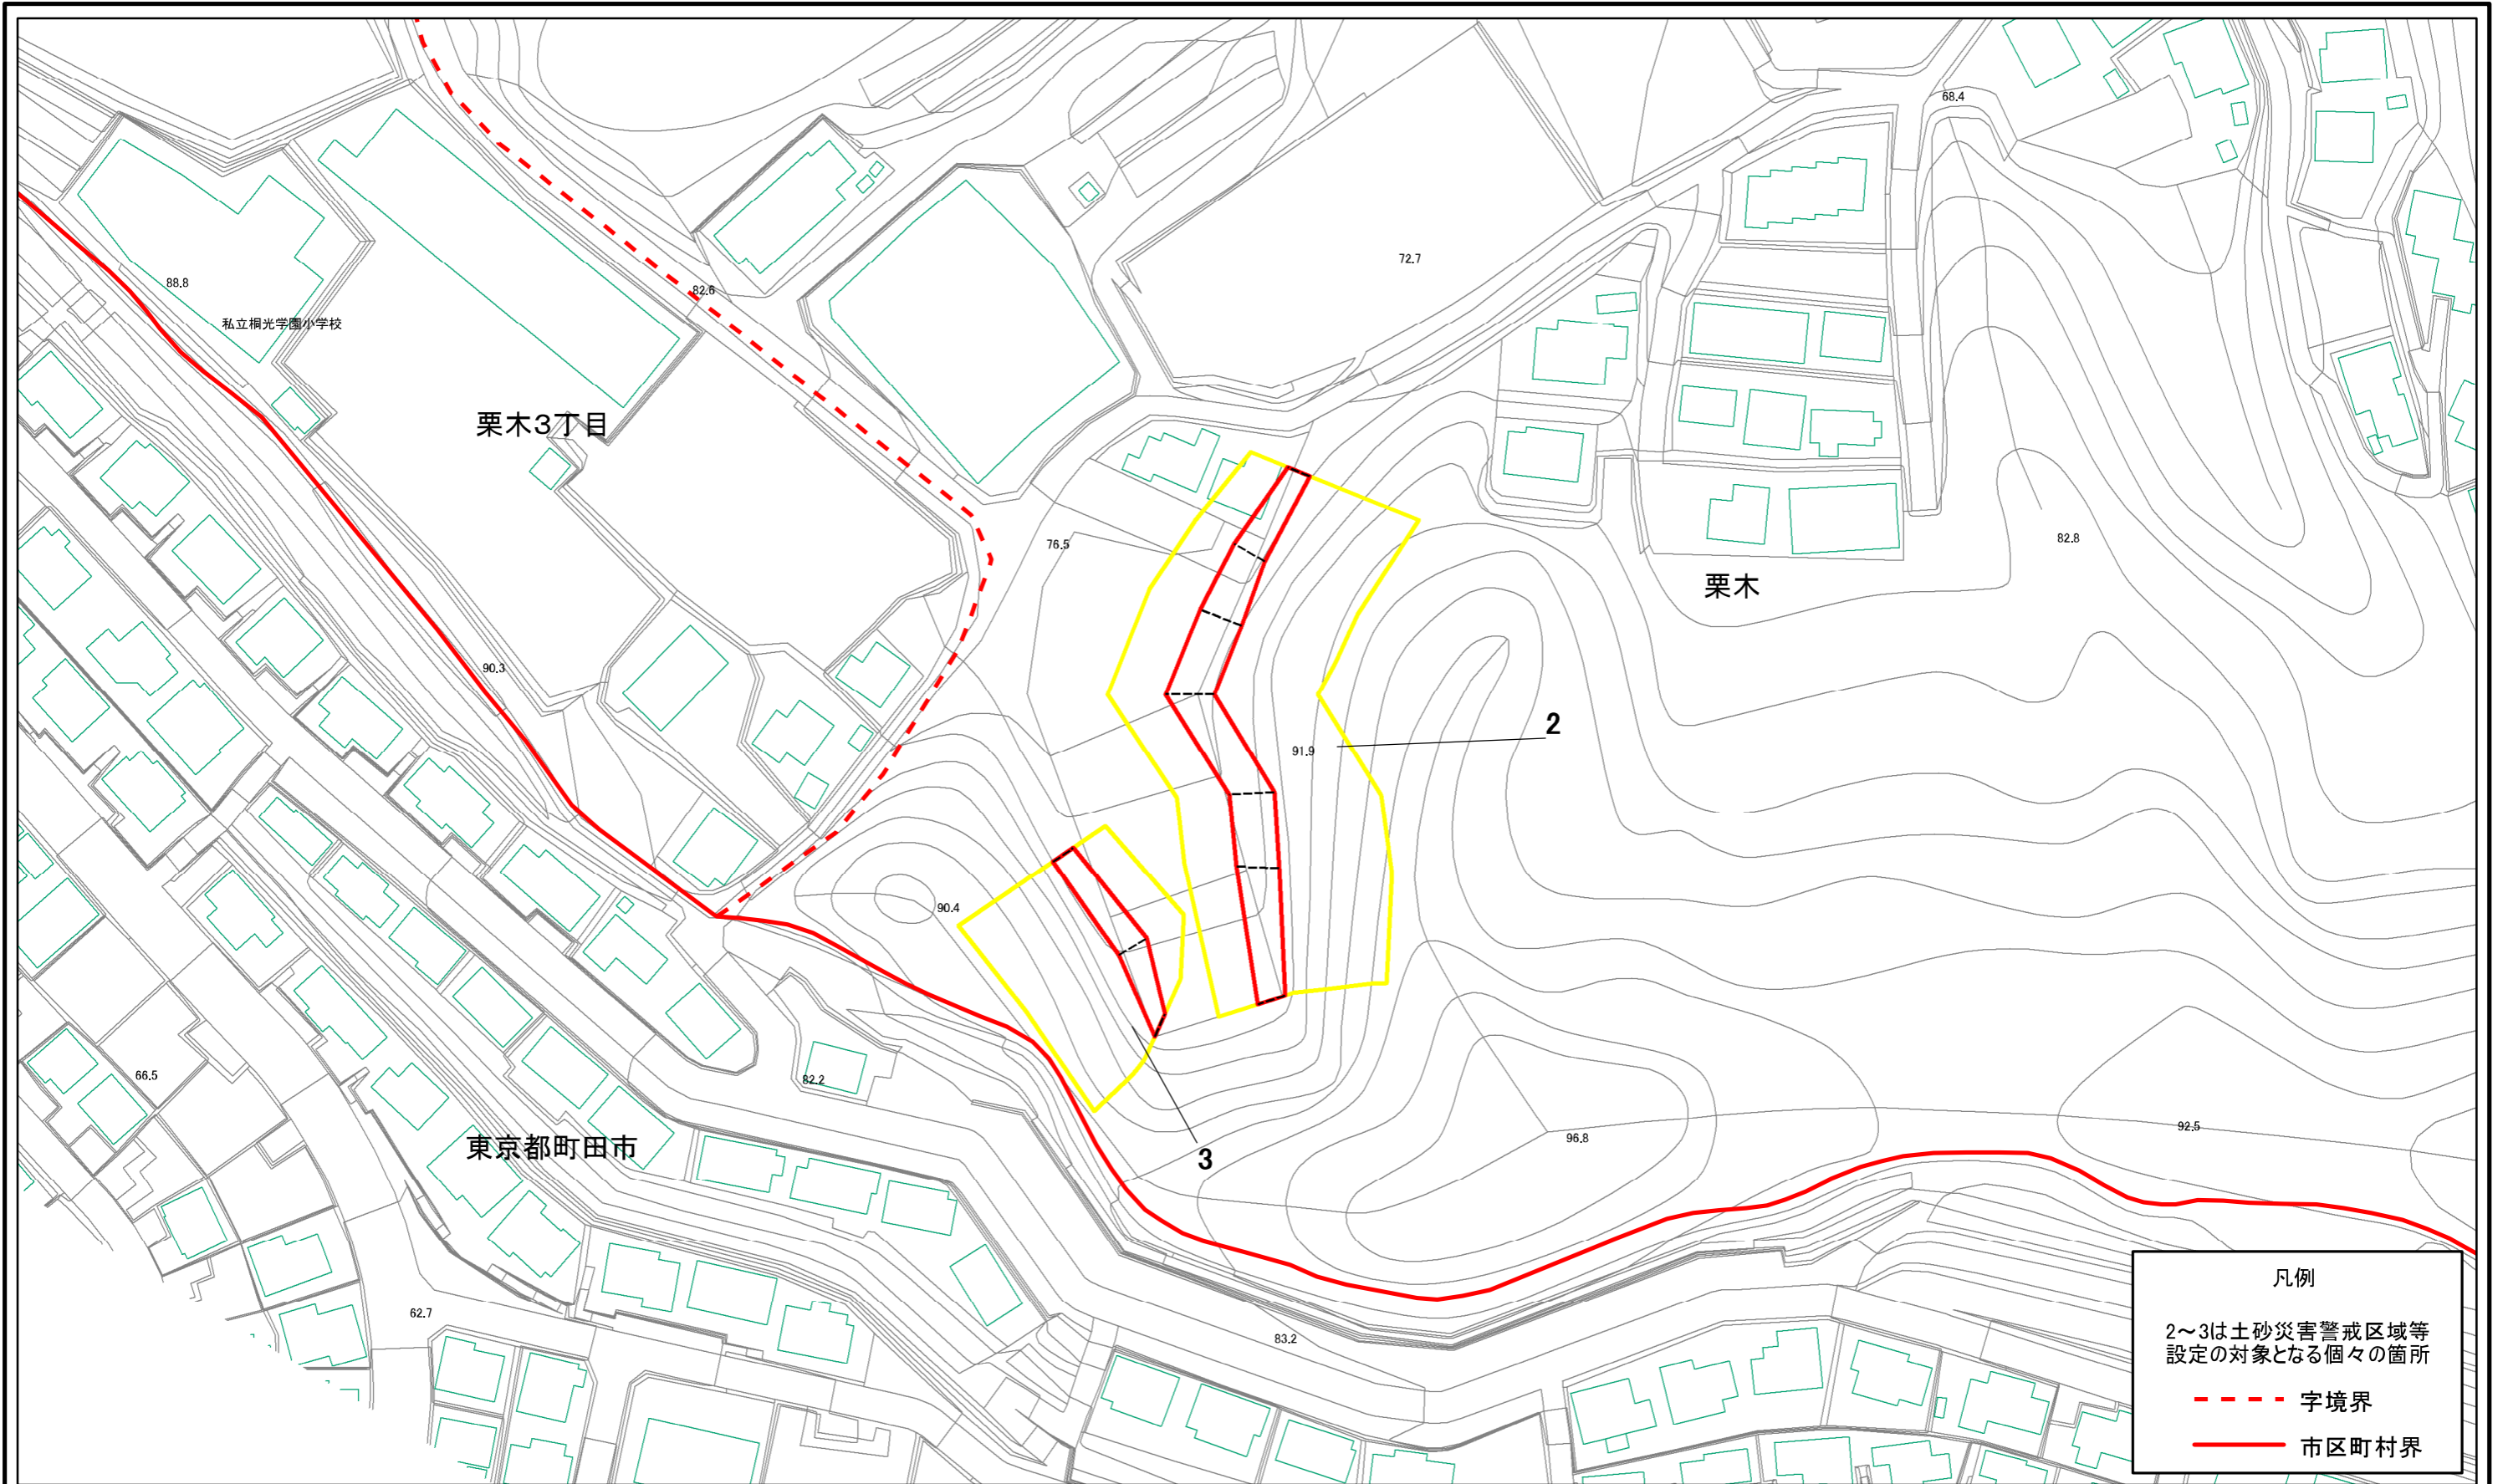 68.4
72.7
88.8
82.6
私立桐光学園小学校
栗木3丁目
76.5
82.8
栗木
90.3
2
91.9
90.4
66.5
82.2
東京都町田市
3
96.8
92.5
62.7
83.2
凡例
2～3は土砂災害警戒区域等
設定の対象となる個々の箇所
字境界
市区町村界